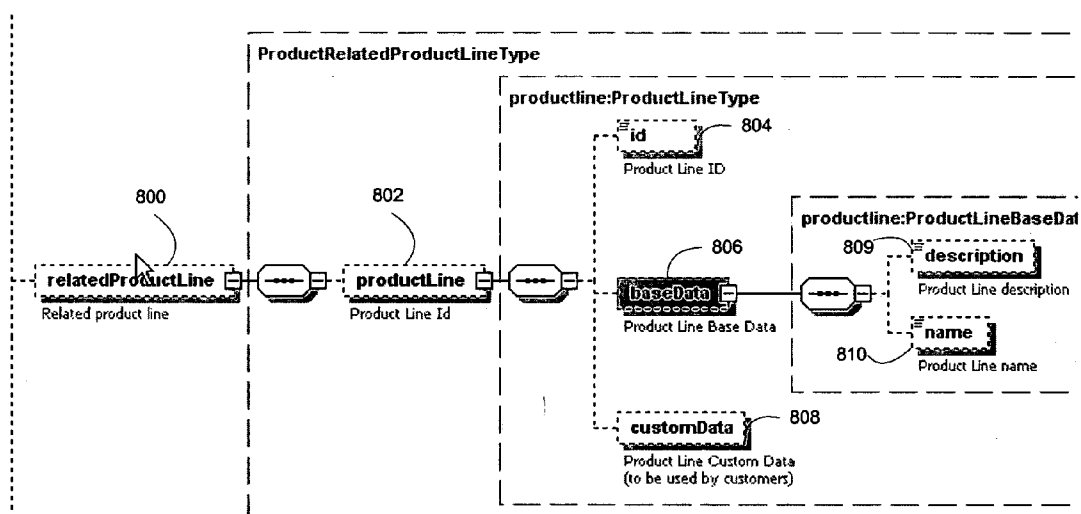 ProductRelatedProductLineType
productline:ProductLineType
id
804
Product Line ID
800
relatedProductLine
Related product line
802
productLine
Product Line Id
806
baseData
Product Line Base Data
productline:ProductLineBaseDat
809
description
Product Line description
name
810
Product Line name
customData
808
Product Line Custom Data
(to be used by customers)